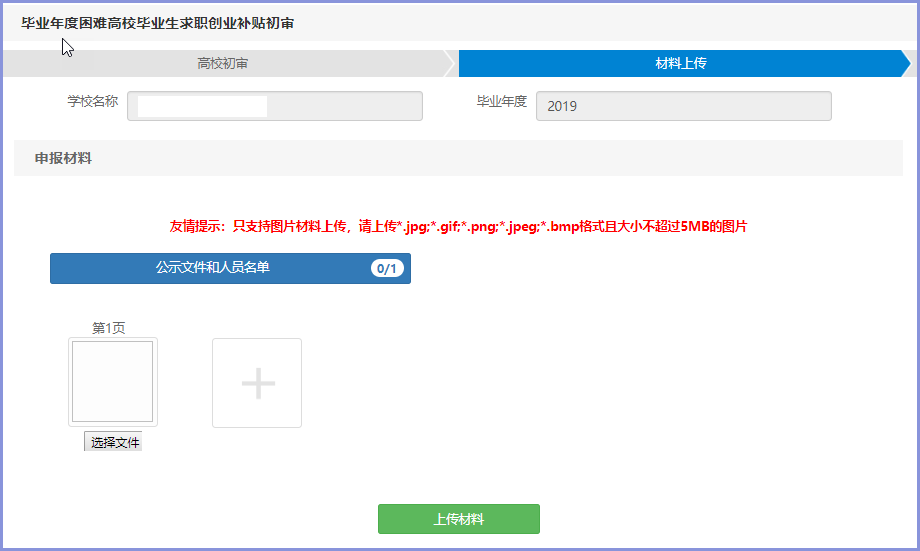 毕业年度困难高校毕业生求职创业补贴初审
高校初审
材料上传
学校名称
毕业年度
2019
申报材料
友情提示：只支持图片材料上传，请上传*.jpg;*.gif;*.png;*.jpeg;*.bmp格式且大小不超过5MB的图片
公示文件和人员名单
0/1
第1页
选择文件
上传材料